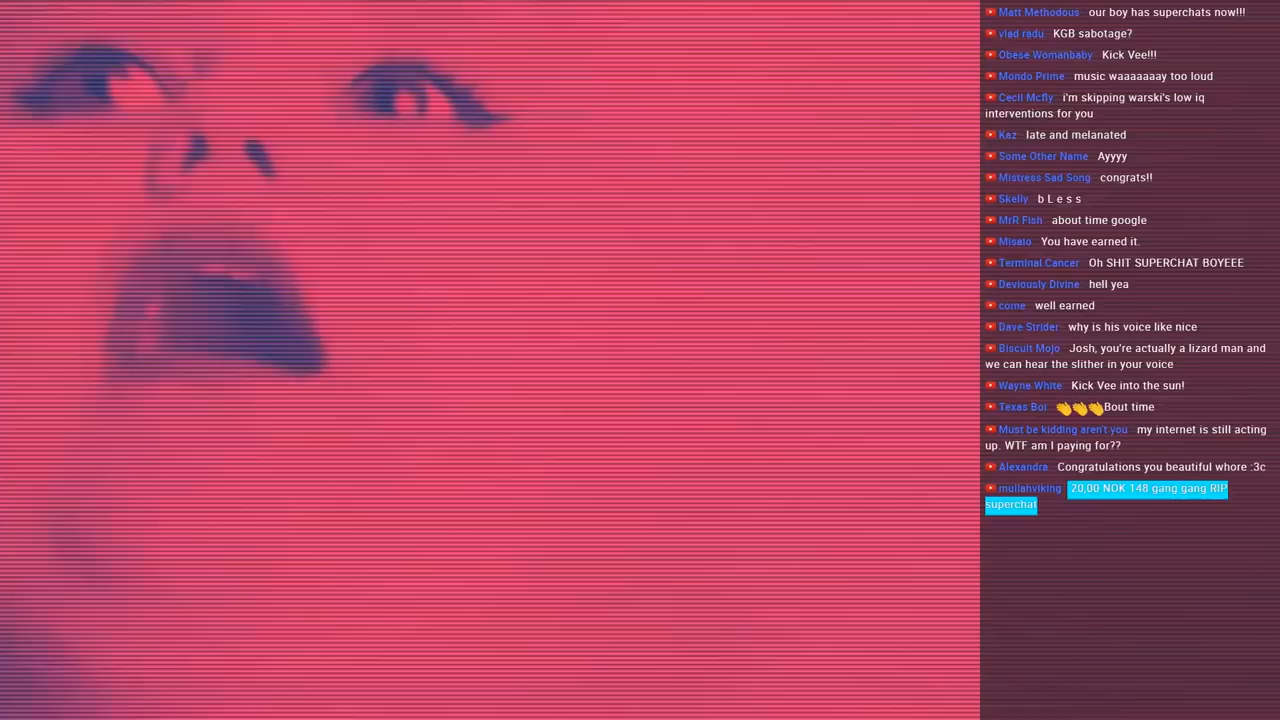 Matt Methodous our boy has superchats now!!!
vlad radu KGB sabotage?
Obese Womanbaby Kick Vee!!!
Mondo Prime music waaaaaaay too loud
Cecil Mcfly i'm skipping warski's low iq
interventions for you
Kaz late and melanated
Some Other Name Ayyyy
Mistress Sad Song congrats!!
Skelly b L e s s
MrR Fish about time google
Misaio You have earned it.
Terminal Cancer Oh SHIT SUPERCHAT BOYEEE
Deviously Divine hell yea
come well earned
Dave Strider why is his voice like nice
Biscuit Mojo Josh, you're actually a lizard man and
we can hear the slither in your voice
Wayne White Kick Vee into the sun!
Texas Boi 👏👏👏Bout time
Must be kidding aren't you my internet is still acting
up. WTF am I paying for??
Alexandra Congratulations you beautiful whore :3c
mullahviking 20,00 NOK 148 gang gang RIP
superchat